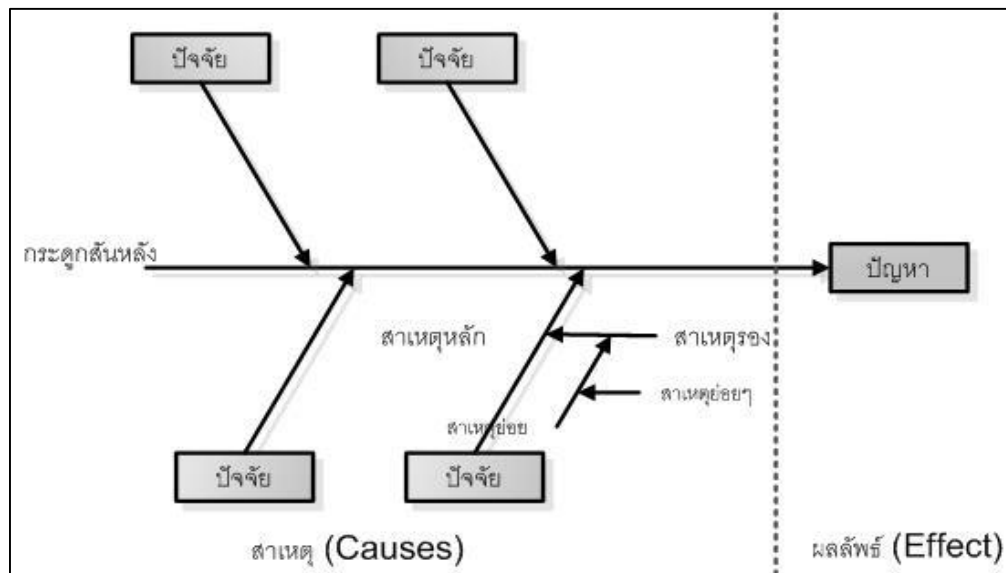 ปัจจัย
ปัจจัย
กระดูกสันหลัง
ปัญหา
สาเหตุหลัก
สาเหตุรอง
สาเหตุย่อยๆ
สาเหตุย่อย
ปัจจัย
ปัจจัย
สาเหตุ (Causes)
ผลลัพธ์ (Effect)